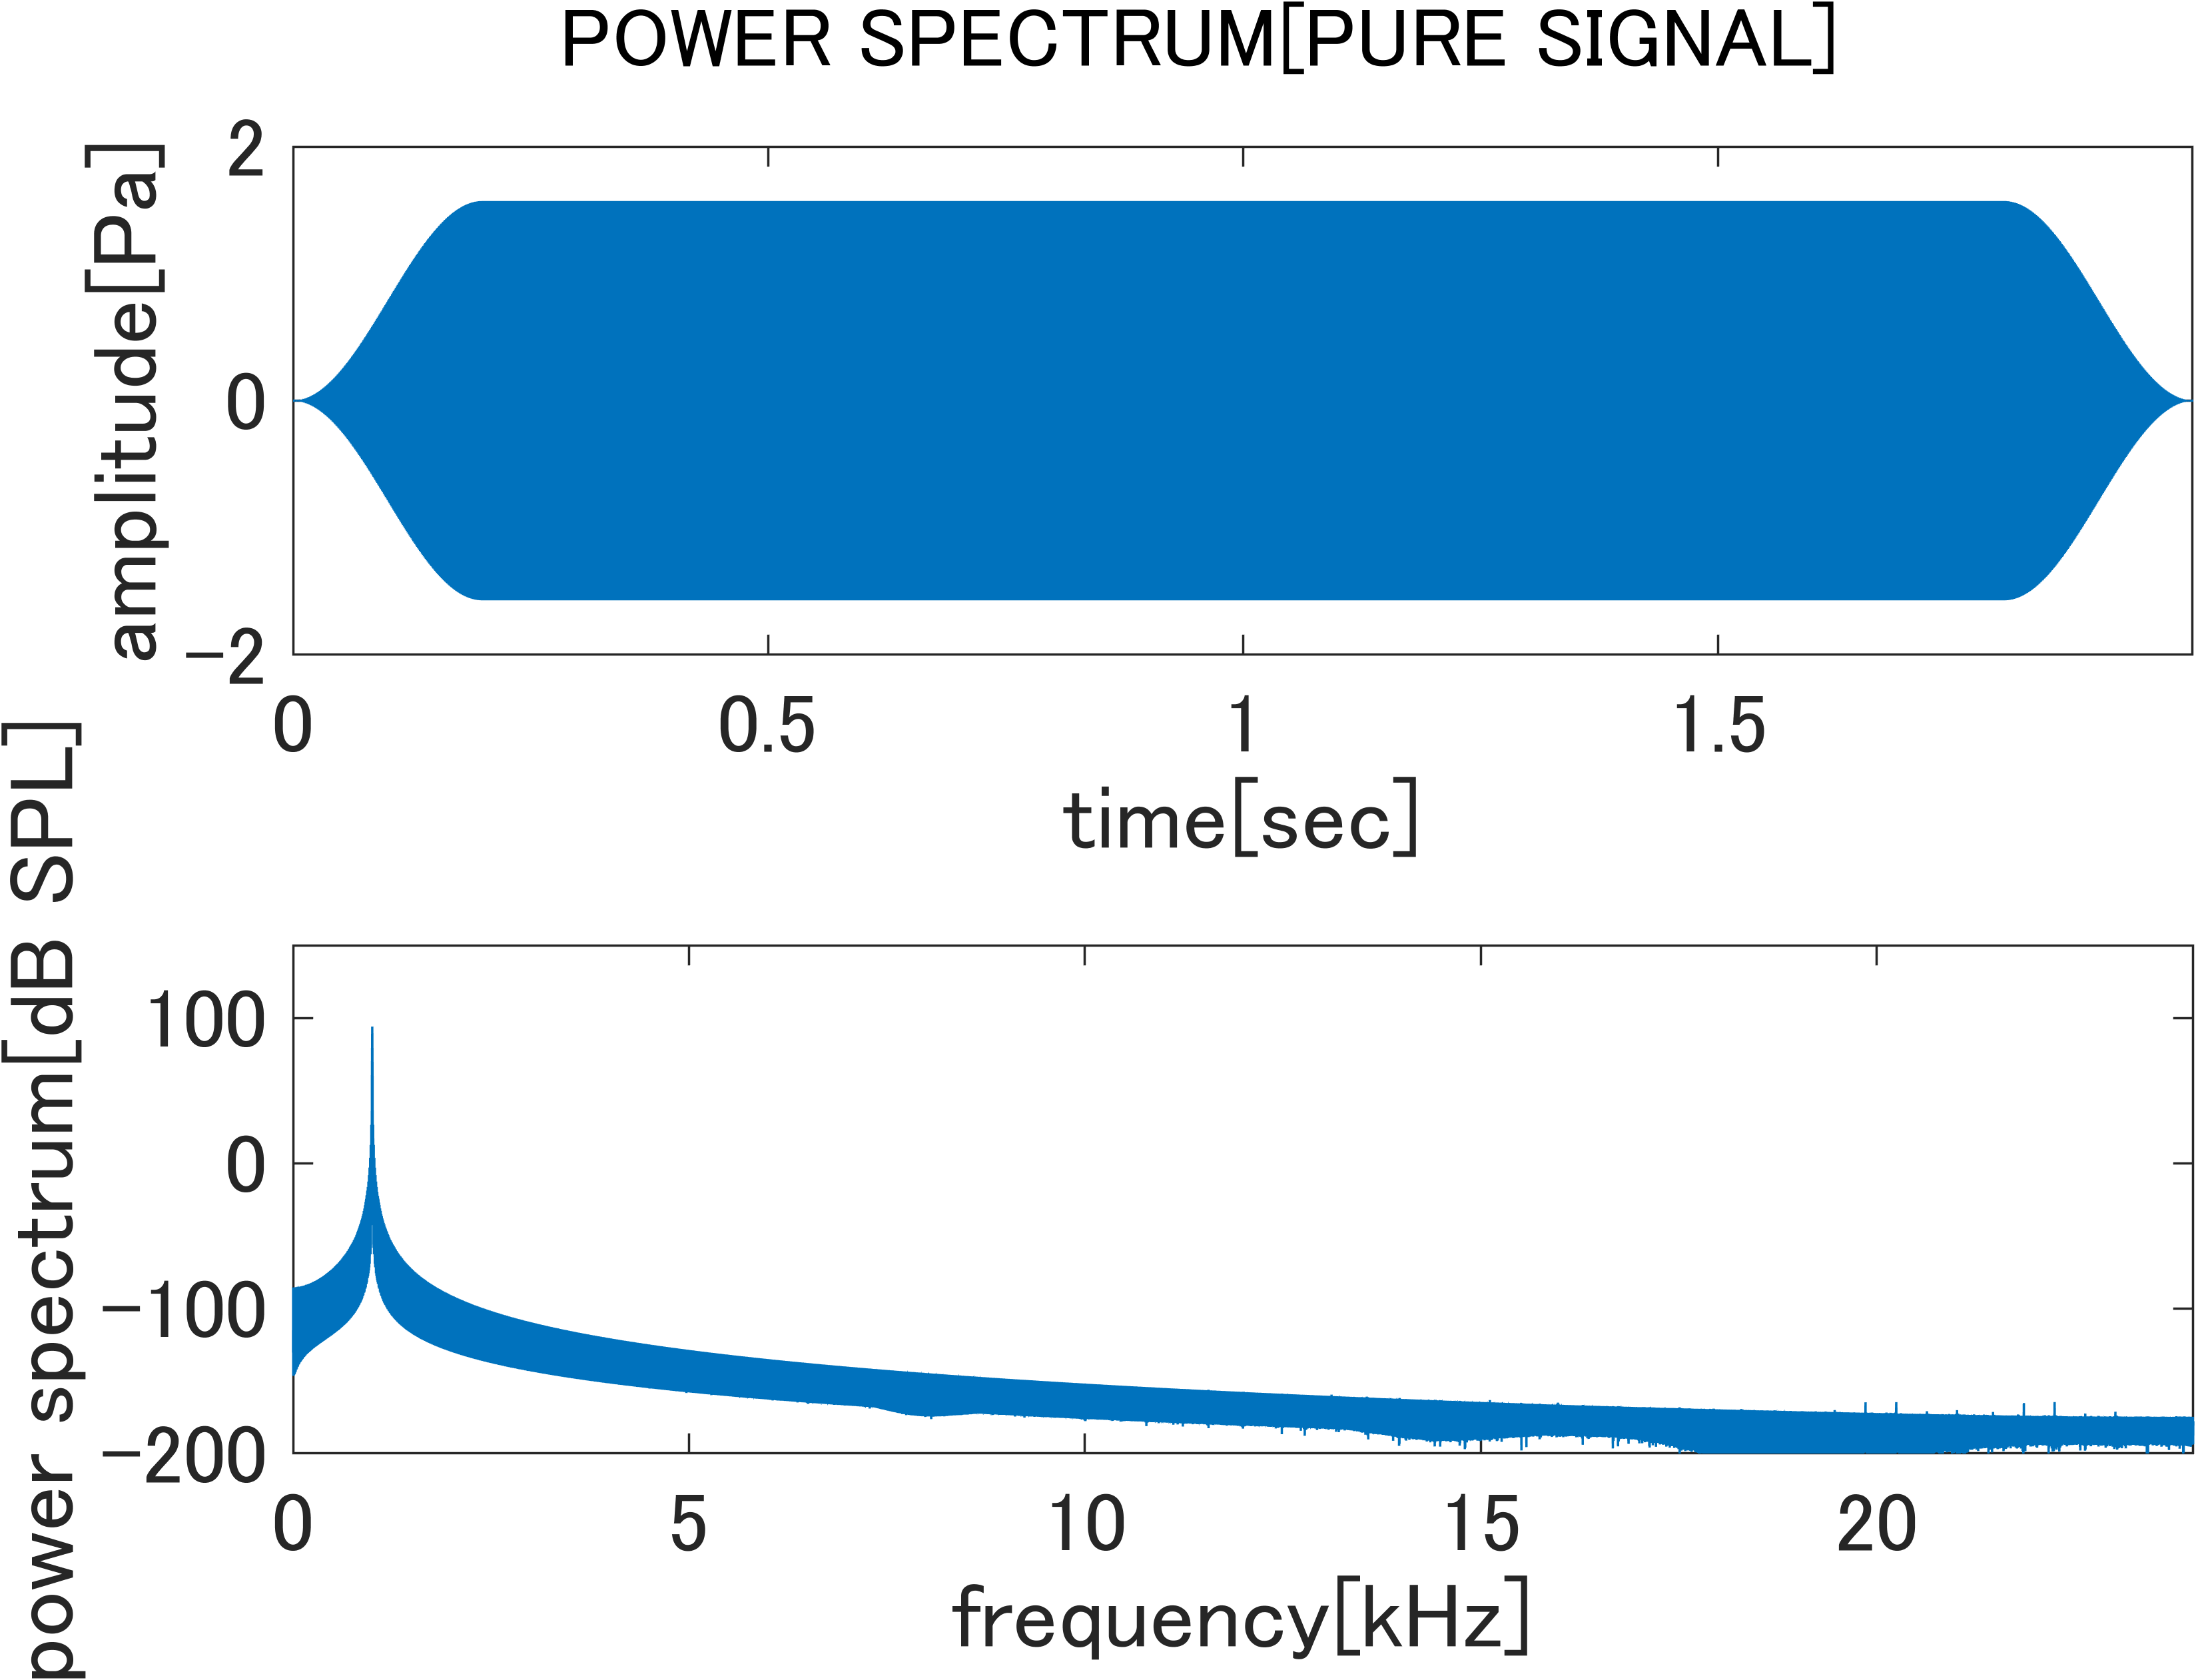 POWER SPECTRUM[PURE SIGNAL]
amplitude[Pa]
2
0
-2
0 0.5 1 1.5
time[sec]
power spectrum[dB SPL]
100
0
-100
-200
0 5 10 15 20
frequency[kHz]